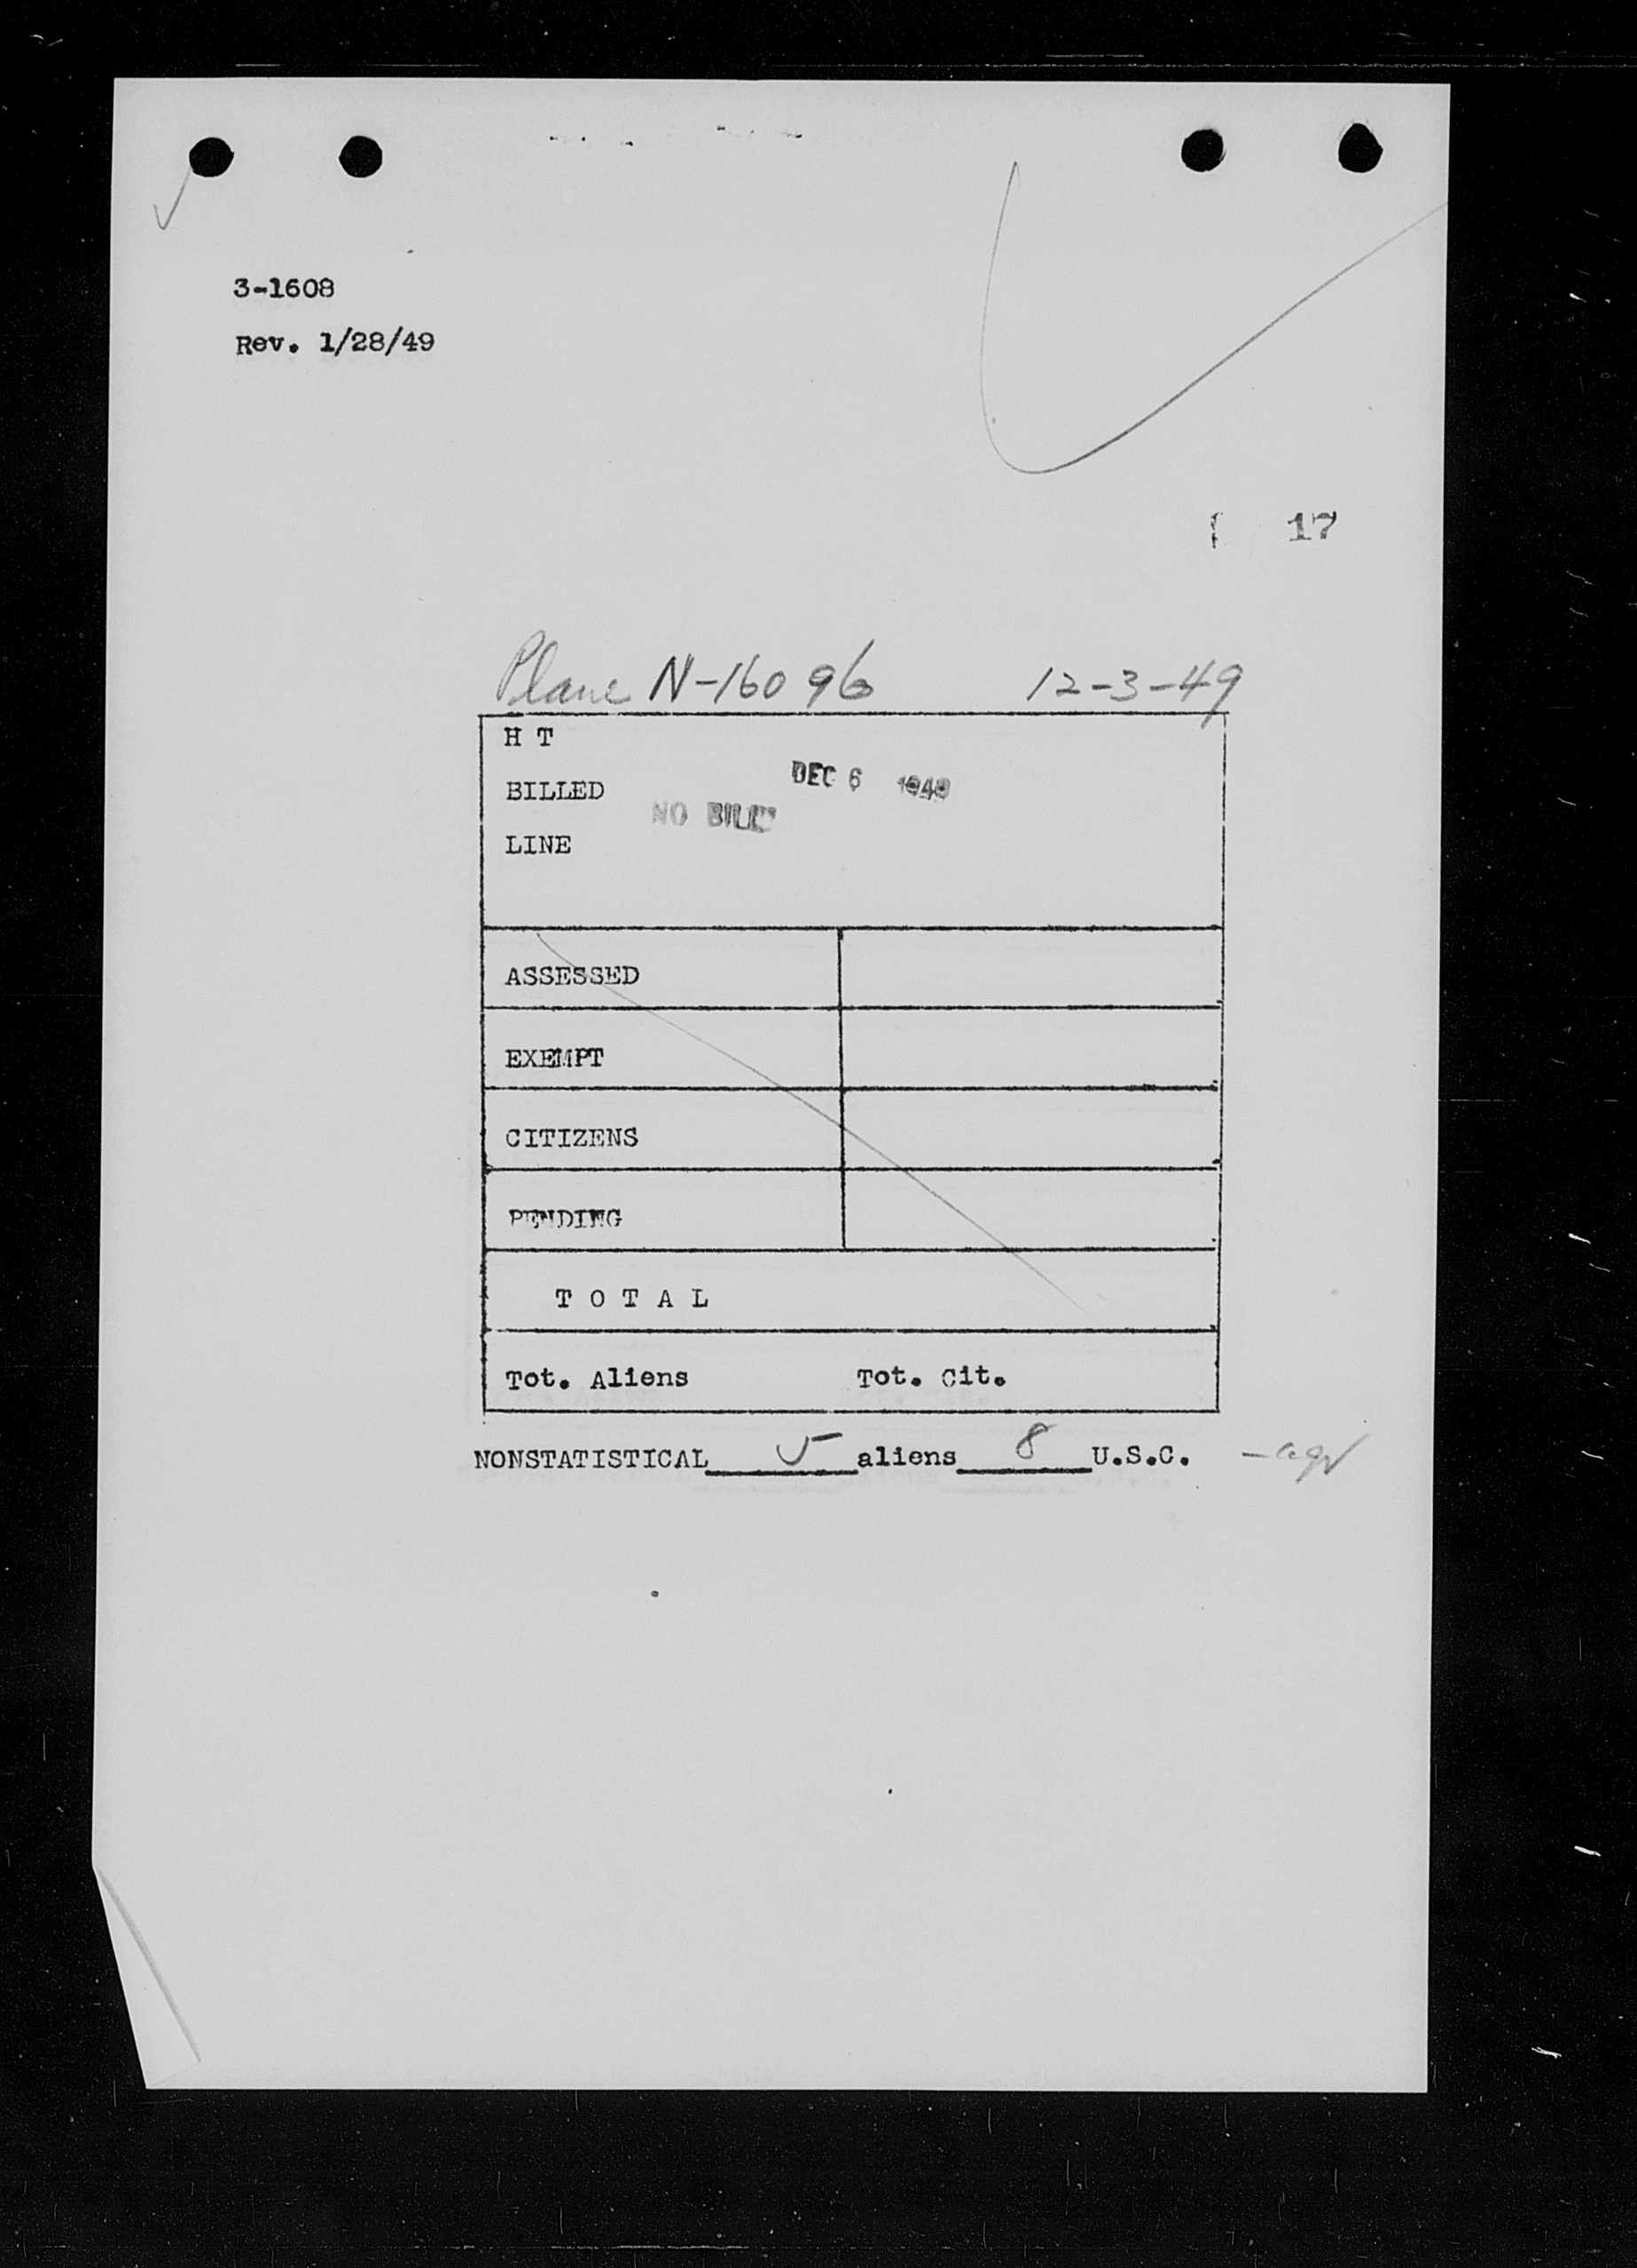 3-1608
Rev. 1/28/49
17
Plane N-16096 12-3-49
H T
BILLED DEC 6 1949
NO BILL
LINE
ASSESSED
EXEMPT
CITIZENS
PENDING
T O T A L
Tot. Aliens Tot. Cit.
NONSTATISTICAL 5 aliens 8 U.S.C.